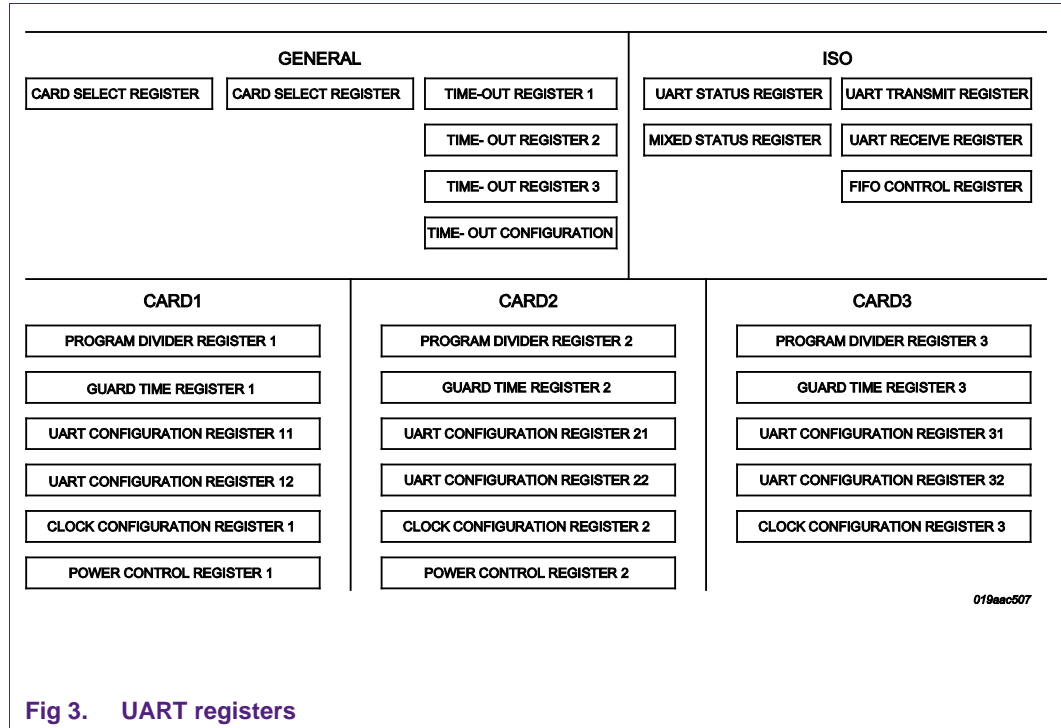 GENERAL
CARD SELECT REGISTER
CARD SELECT REGISTER
TIME-OUT REGISTER 1
TIME- OUT REGISTER 2
TIME- OUT REGISTER 3
TIME- OUT CONFIGURATION
ISO
UART STATUS REGISTER
UART TRANSMIT REGISTER
MIXED STATUS REGISTER
UART RECEIVE REGISTER
FIFO CONTROL REGISTER
CARD1
PROGRAM DIVIDER REGISTER 1
GUARD TIME REGISTER 1
UART CONFIGURATION REGISTER 11
UART CONFIGURATION REGISTER 12
CLOCK CONFIGURATION REGISTER 1
POWER CONTROL REGISTER 1
CARD2
PROGRAM DIVIDER REGISTER 2
GUARD TIME REGISTER 2
UART CONFIGURATION REGISTER 21
UART CONFIGURATION REGISTER 22
CLOCK CONFIGURATION REGISTER 2
POWER CONTROL REGISTER 2
CARD3
PROGRAM DIVIDER REGISTER 3
GUARD TIME REGISTER 3
UART CONFIGURATION REGISTER 31
UART CONFIGURATION REGISTER 32
CLOCK CONFIGURATION REGISTER 3
019aac507
Fig 3. UART registers